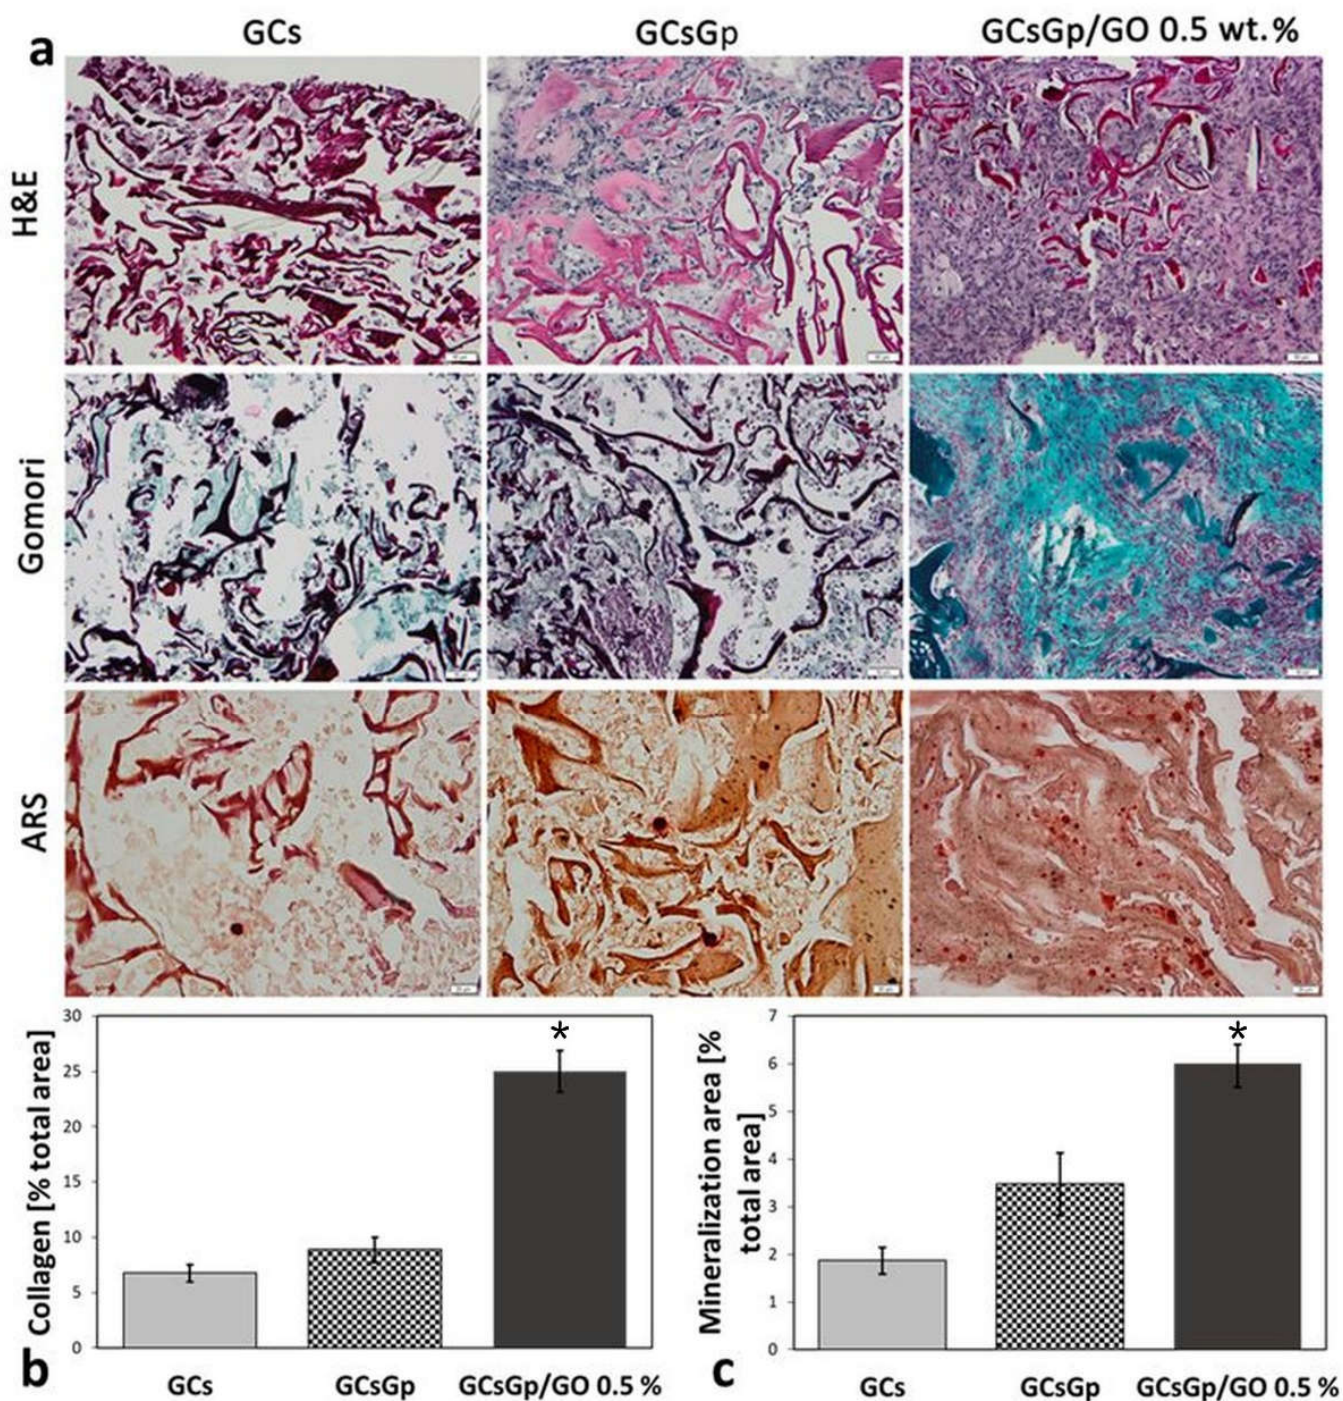 a
GCs
GCsGp
GCsGp/GO 0.5 wt.%
H&E
Gomori
ARS
Collagen [% total area]
30
25
20
15
10
5
0
*
GCs
GCsGp
GCsGp/GO 0.5 %
b
Mineralization area [%
total area]
7
6
5
4
3
2
1
0
*
GCs
GCsGp
GCsGp/GO 0.5 %
c